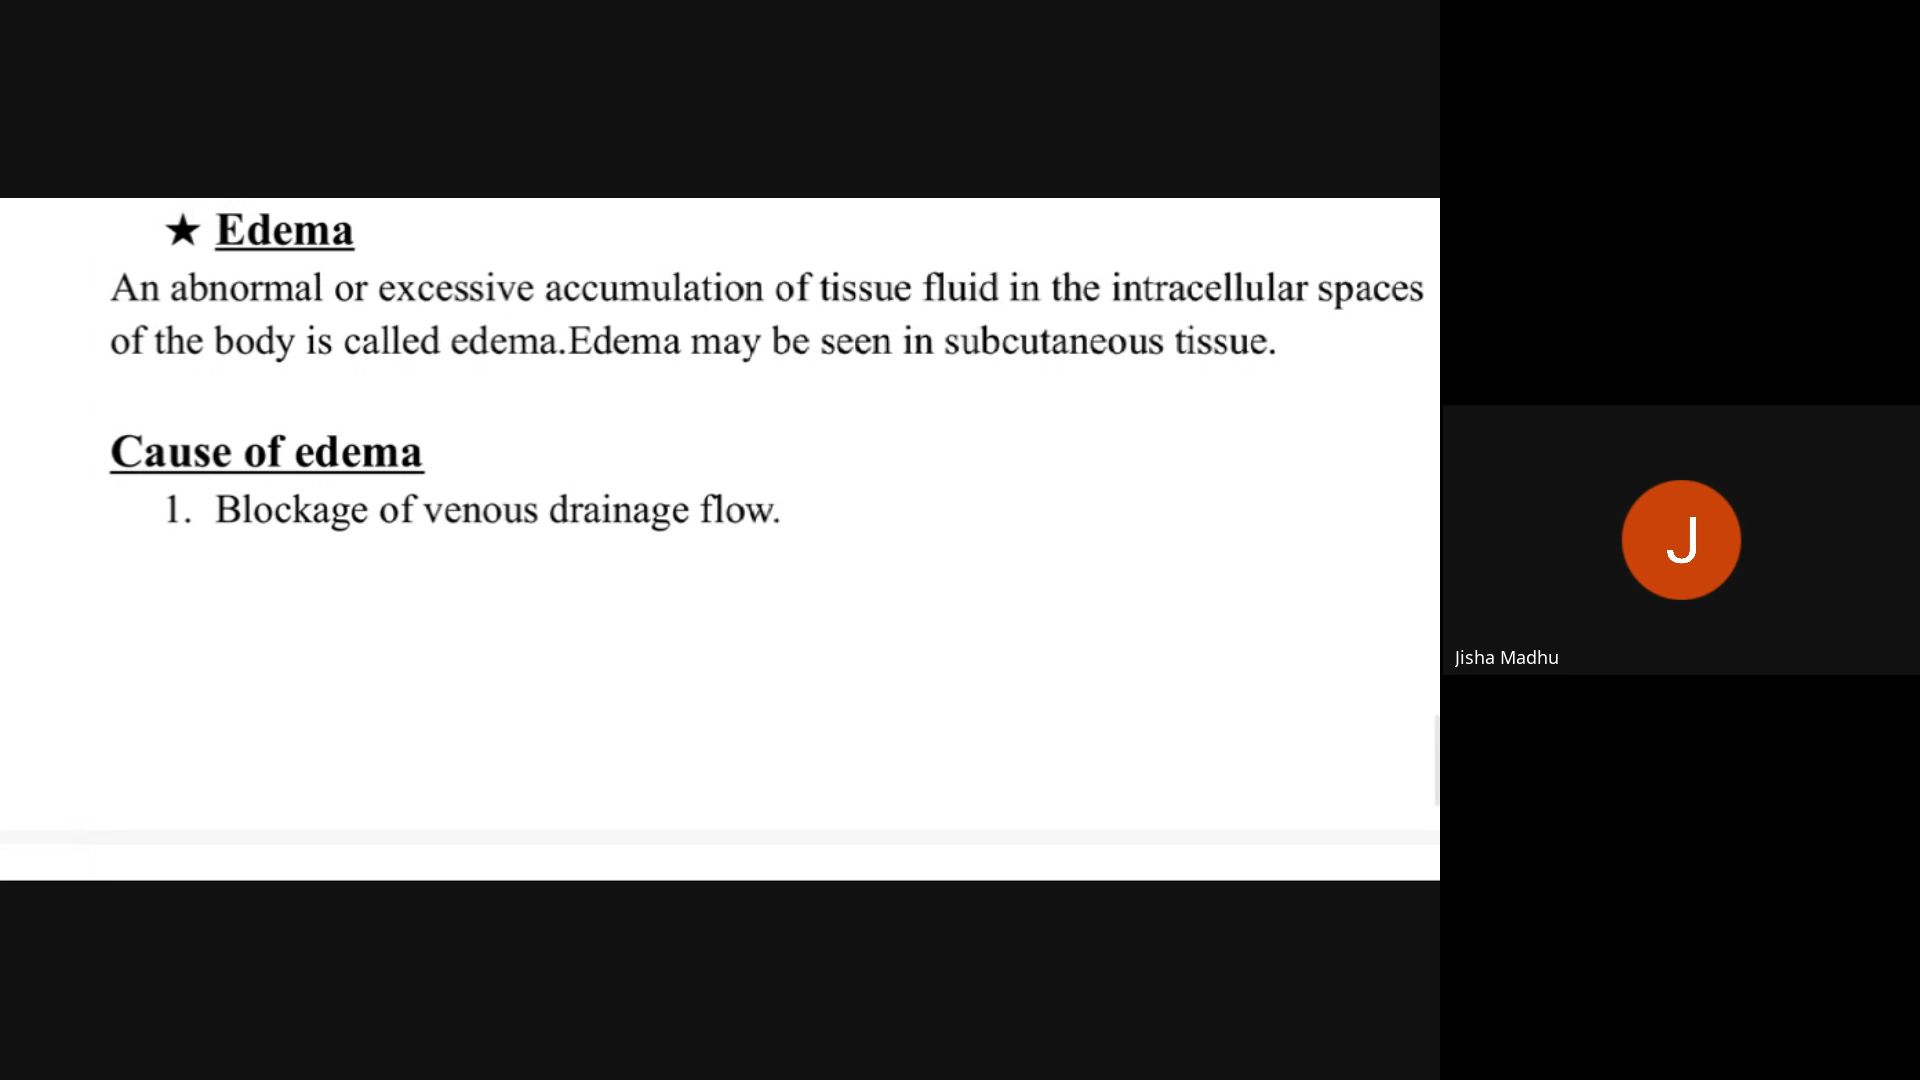 ★ Edema
An abnormal or excessive accumulation of tissue fluid in the intracellular spaces
of the body is called edema.Edema may be seen in subcutaneous tissue.
Cause of edema
1. Blockage of venous drainage flow.
J
Jisha Madhu